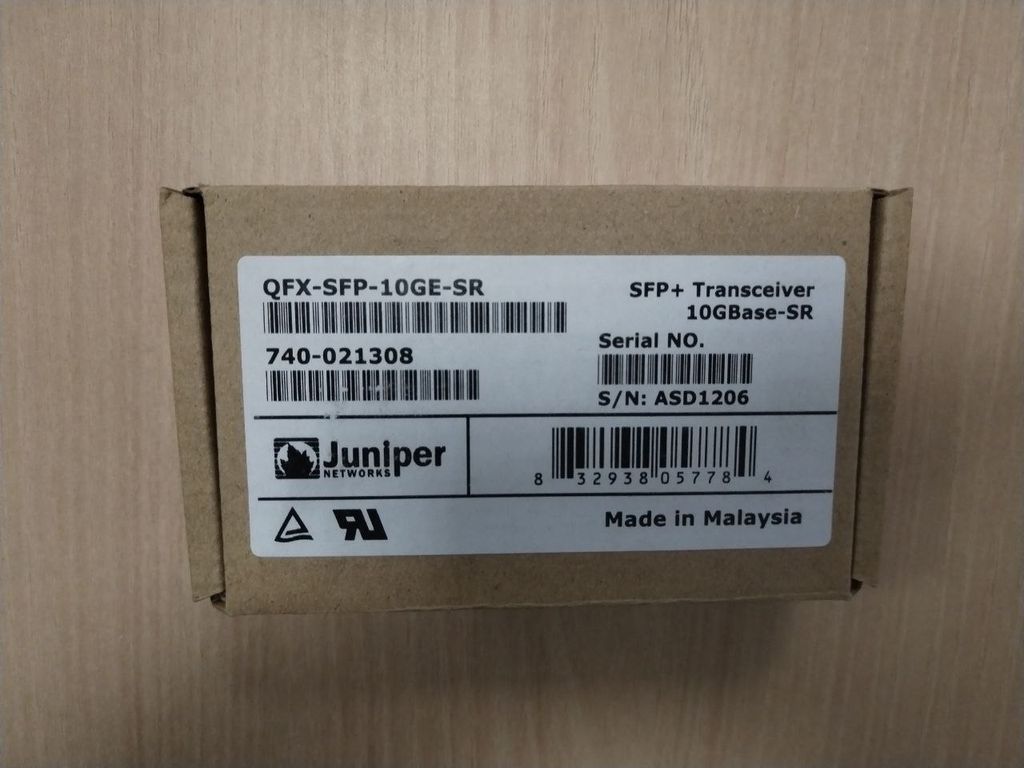 QFX-SFP-10GE-SR
SFP+ Transceiver
10GBase-SR
740-021308
Serial NO.
S/N: ASD1206
Juniper
NETWORKS
8 32938 05778 4
Made in Malaysia